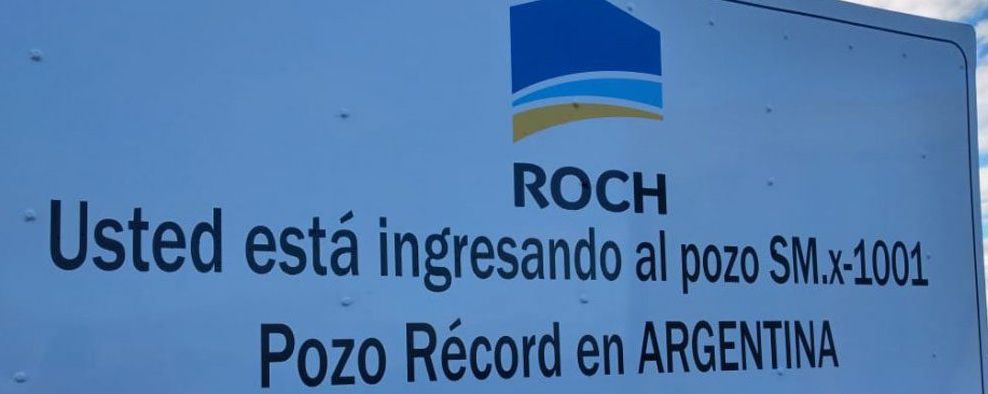 ROCH
Usted está ingresando al pozo SM.x-1001
Pozo Récord en ARGENTINA